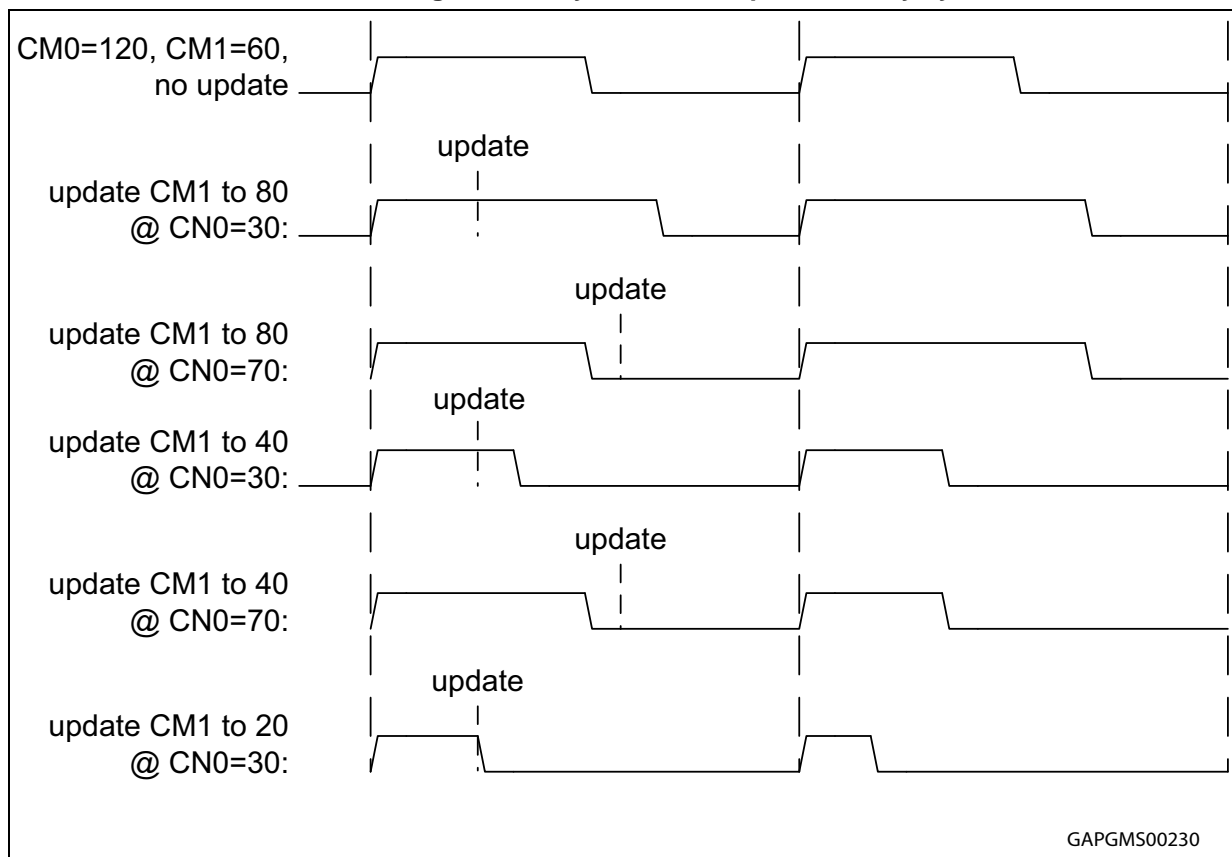 CM0=120, CM1=60,
no update
update
update CM1 to 80
@ CN0=30:
update
update CM1 to 80
@ CN0=70:
update
update CM1 to 40
@ CN0=30:
update
update CM1 to 40
@ CN0=70:
update
update CM1 to 20
@ CN0=30:
GAPGMS00230